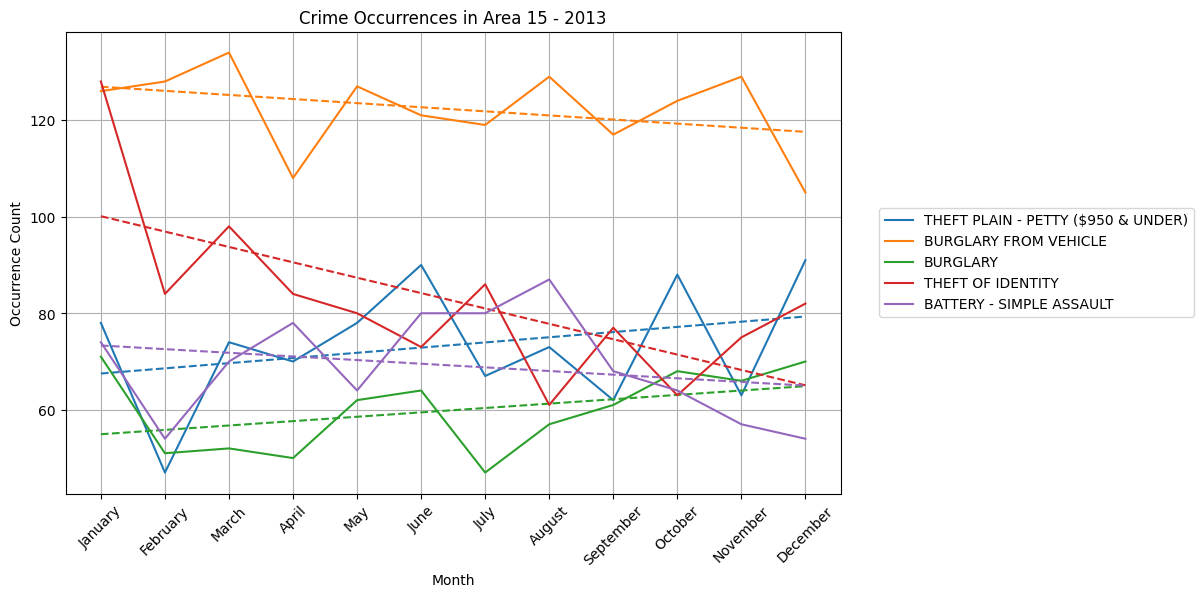 Crime Occurrences in Area 15 - 2013
Occurrence Count
120
100
80
60
January
February
March
April
May
June
July
August
September
October
November
December
Month
THEFT PLAIN - PETTY ($950 & UNDER)
BURGLARY FROM VEHICLE
BURGLARY
THEFT OF IDENTITY
BATTERY - SIMPLE ASSAULT